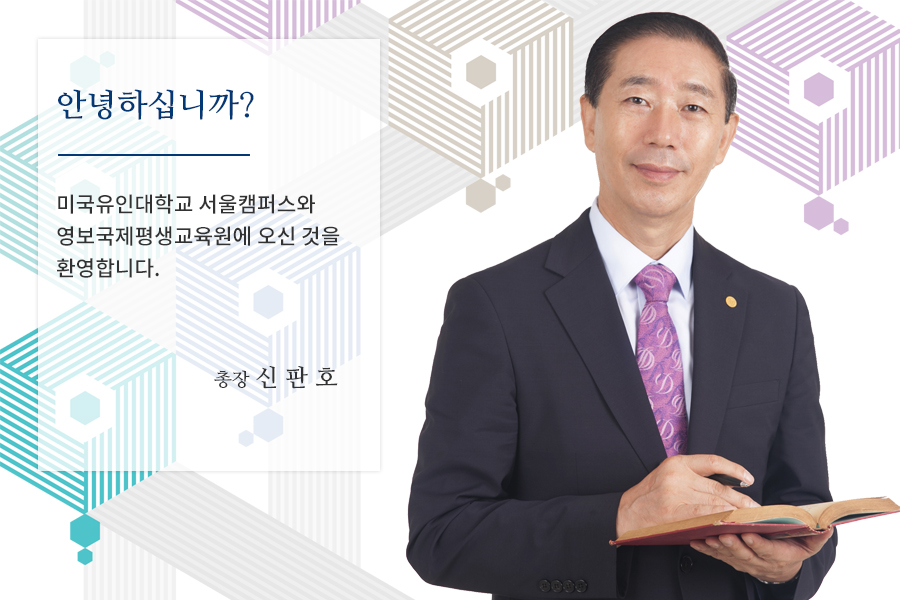 안녕하십니까?
미국유인대학교 서울캠퍼스와
영보국제평생교육원에 오신 것을
환영합니다.
총장 신 판 호